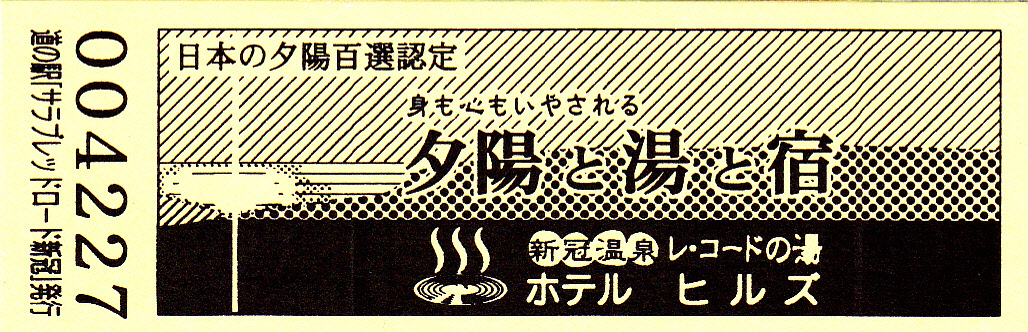 日本の夕陽百選認定
身も心もいやされる
夕陽と湯と宿
新冠温泉 レ・コードの湯
ホテル ヒルズ
004227
道の駅「サラブレッドロード新冠」発行